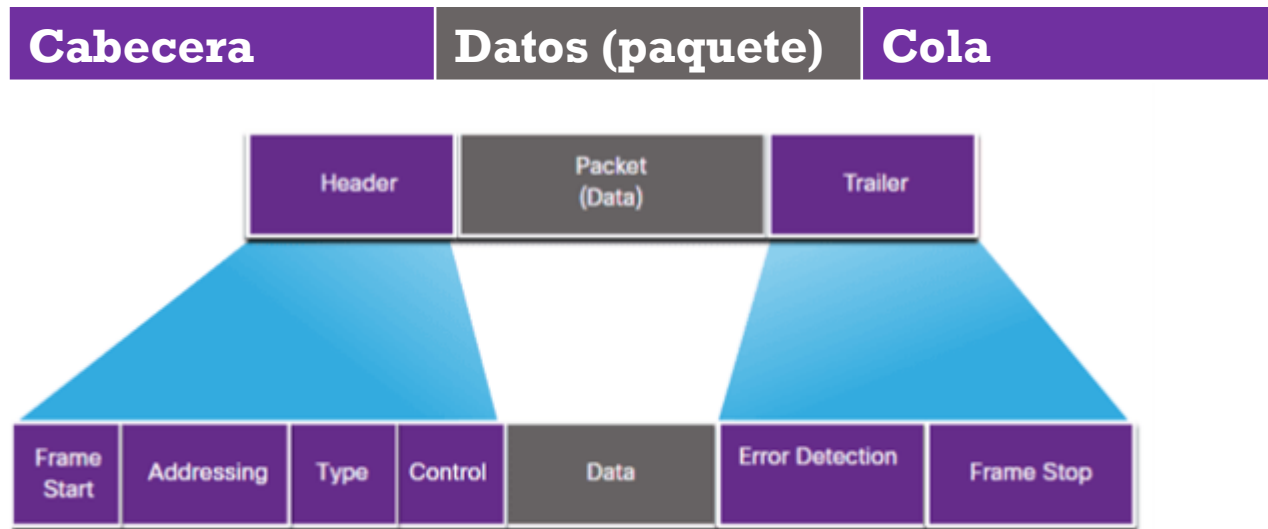 Cabecera Datos (paquete) Cola
Header Packet (Data) Trailer
Frame Start Addressing Type Control Data Error Detection Frame Stop